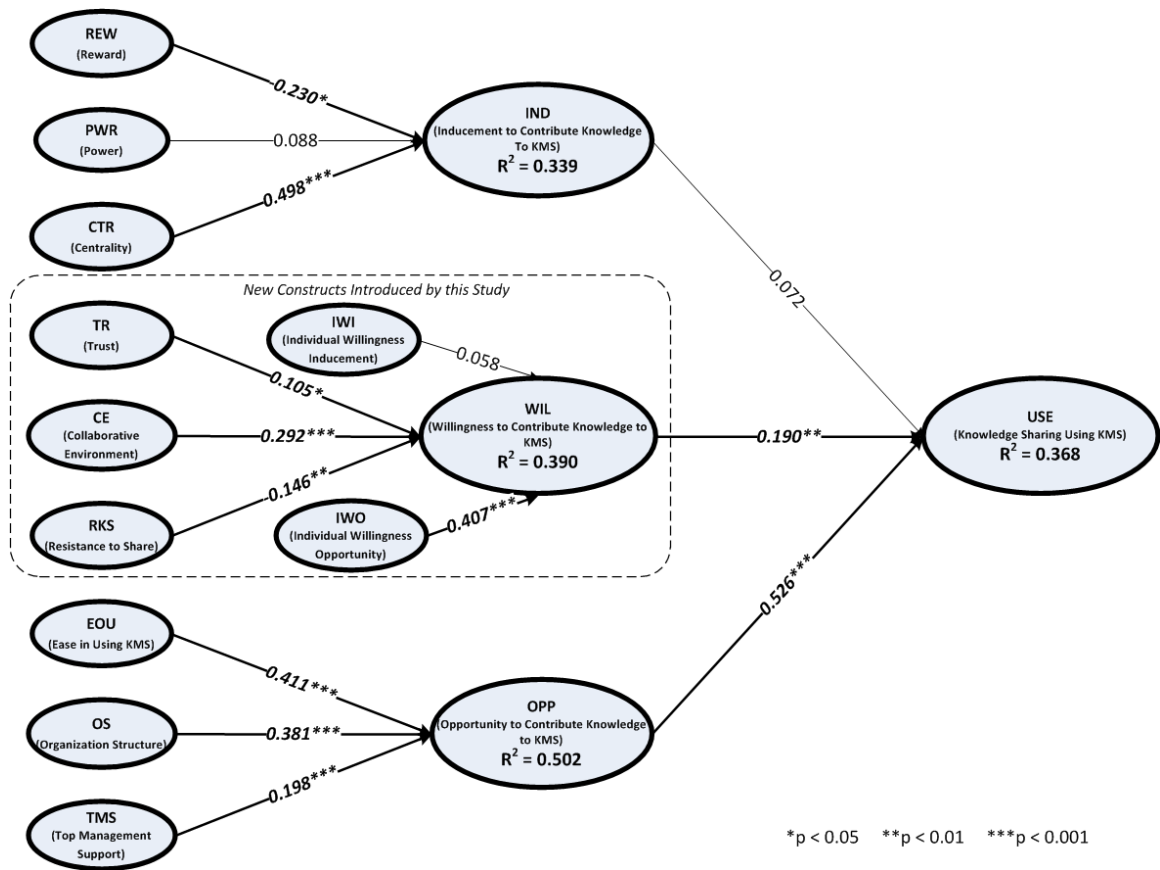 REW
(Reward)
0.230*
PWR
(Power)
0.088
CTR
(Centrality)
0.498***
IND
(Inducement to Contribute Knowledge
To KMS)
R² = 0.339
0.072
New Constructs Introduced by this Study
TR
(Trust)
0.105*
IWI
(Individual Willingness
Inducement)
0.058
CE
(Collaborative
Environment)
0.292***
WIL
(Willingness to Contribute Knowledge to
KMS)
R² = 0.390
0.190**
USE
(Knowledge Sharing Using KMS)
R² = 0.368
RKS
(Resistance to Share)
0.146**
IWO
(Individual Willingness
Opportunity)
0.407***
0.526***
EOU
(Ease in Using KMS)
0.411***
OS
(Organization Structure)
0.381***
OPP
(Opportunity to Contribute Knowledge
to KMS)
R² = 0.502
TMS
(Top Management
Support)
0.198***
*p < 0.05 **p < 0.01 ***p < 0.001